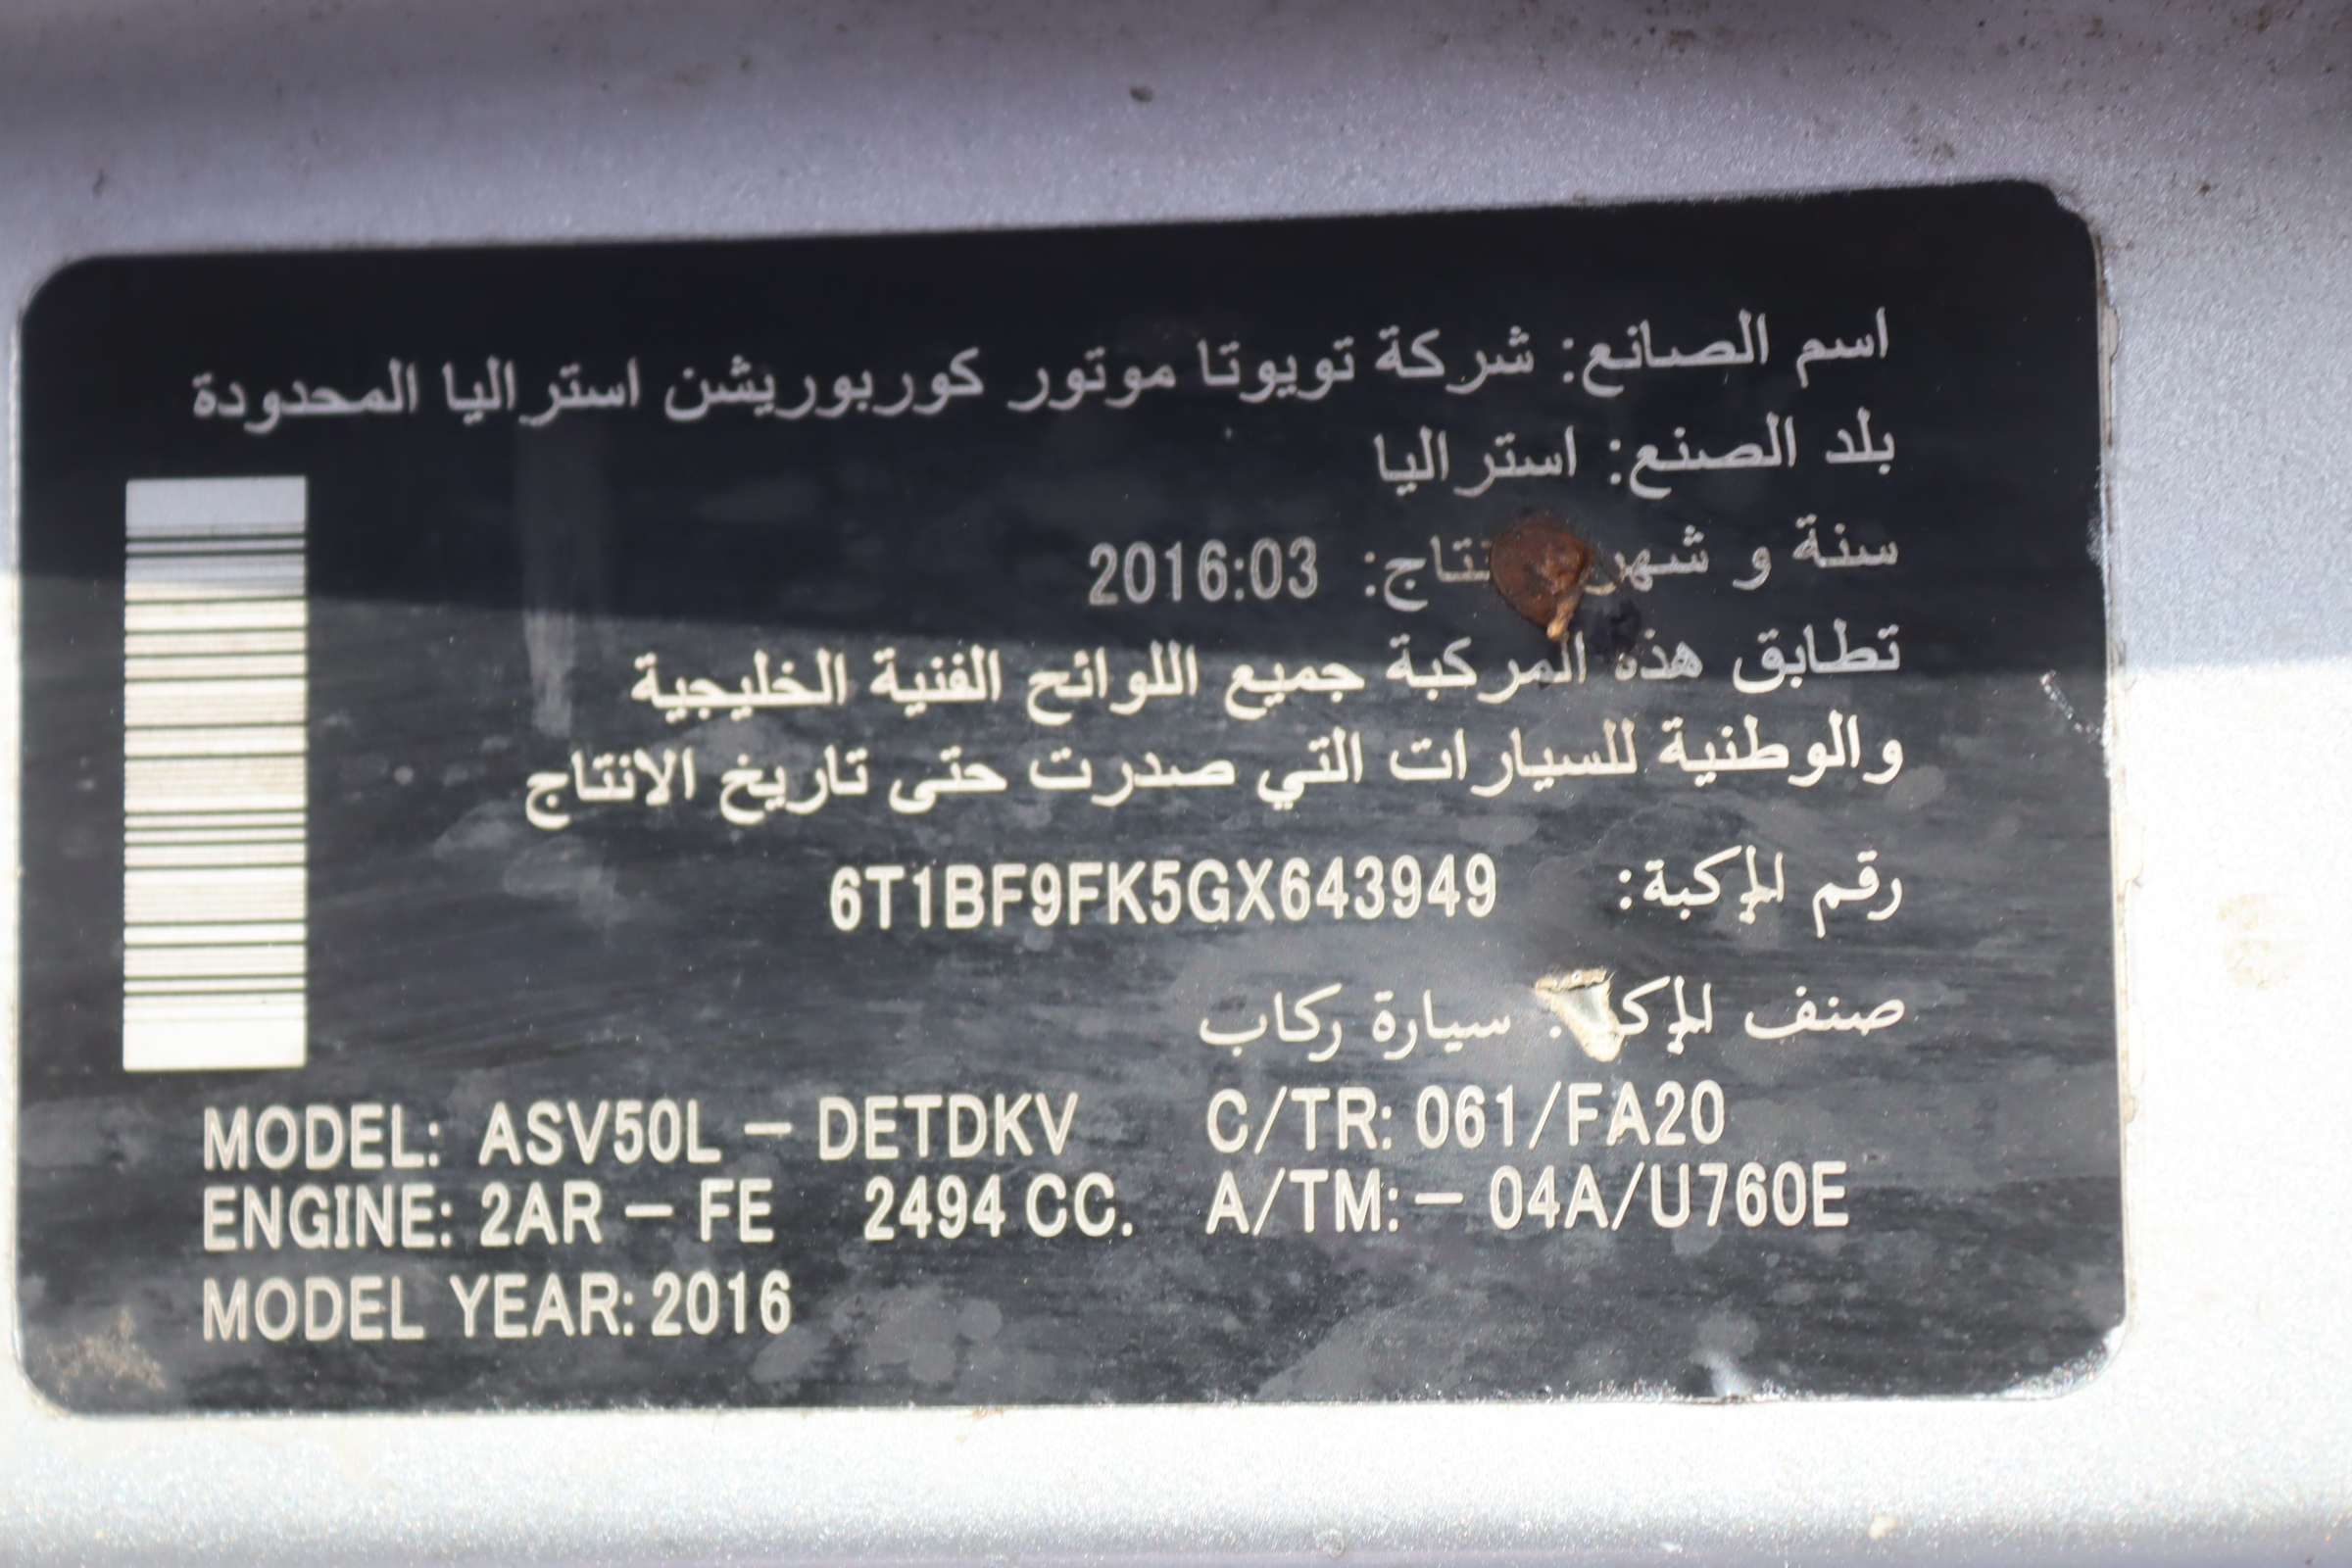 اسم الصانع: شركة تويوتا موتور كوربوريشن استراليا المحدودة
بلد الصنع: استراليا
سنة و شهر 2016:03
تطابق هذه المركبة جميع اللوائح الفنية الخليجية
والوطنية للسيارات التي صدرت حتى تاريخ الانتاج
رقم المركبة: 6T1BF9FK5GX643949
صنف سيارة ركاب
MODEL: ASV50L – DETDKV C/TR: 061/FA20
ENGINE: 2AR – FE 2494 CC. A/TM: – 04A/U760E
MODEL YEAR: 2016